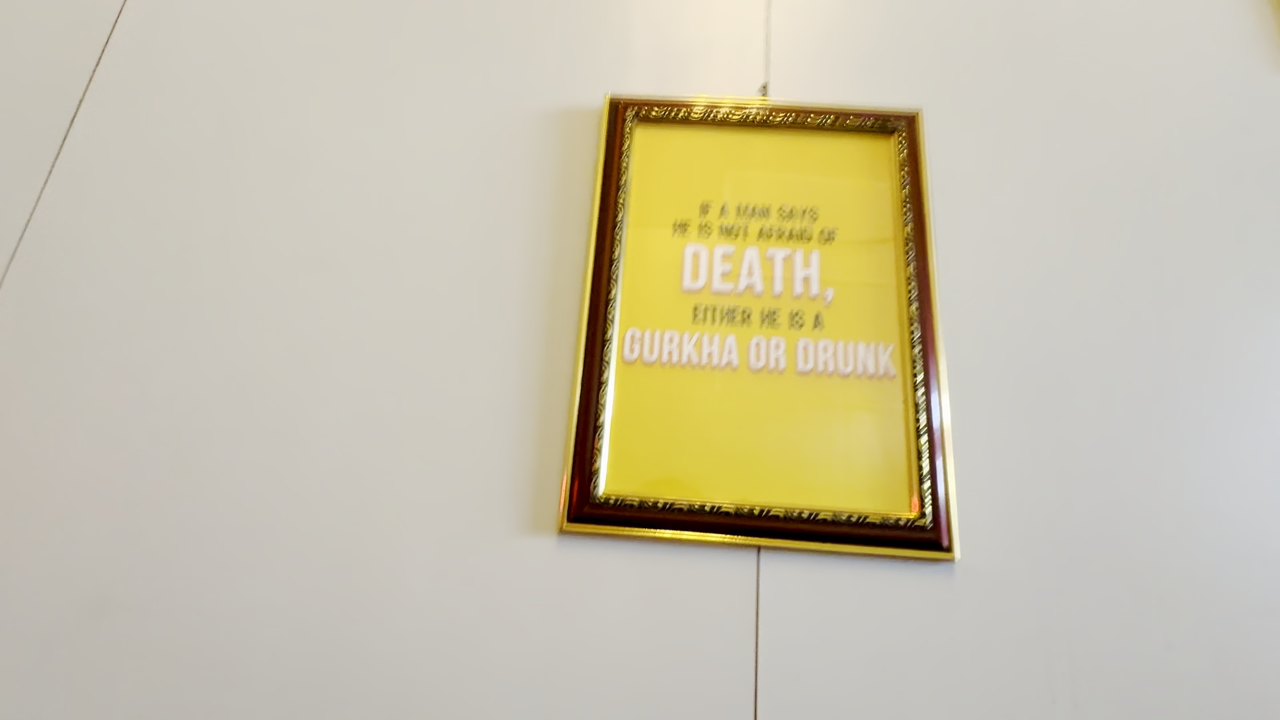 IF A MAN SAYS
HE IS NOT AFRAID OF
DEATH,
EITHER HE IS A
GURKHA OR DRUNK